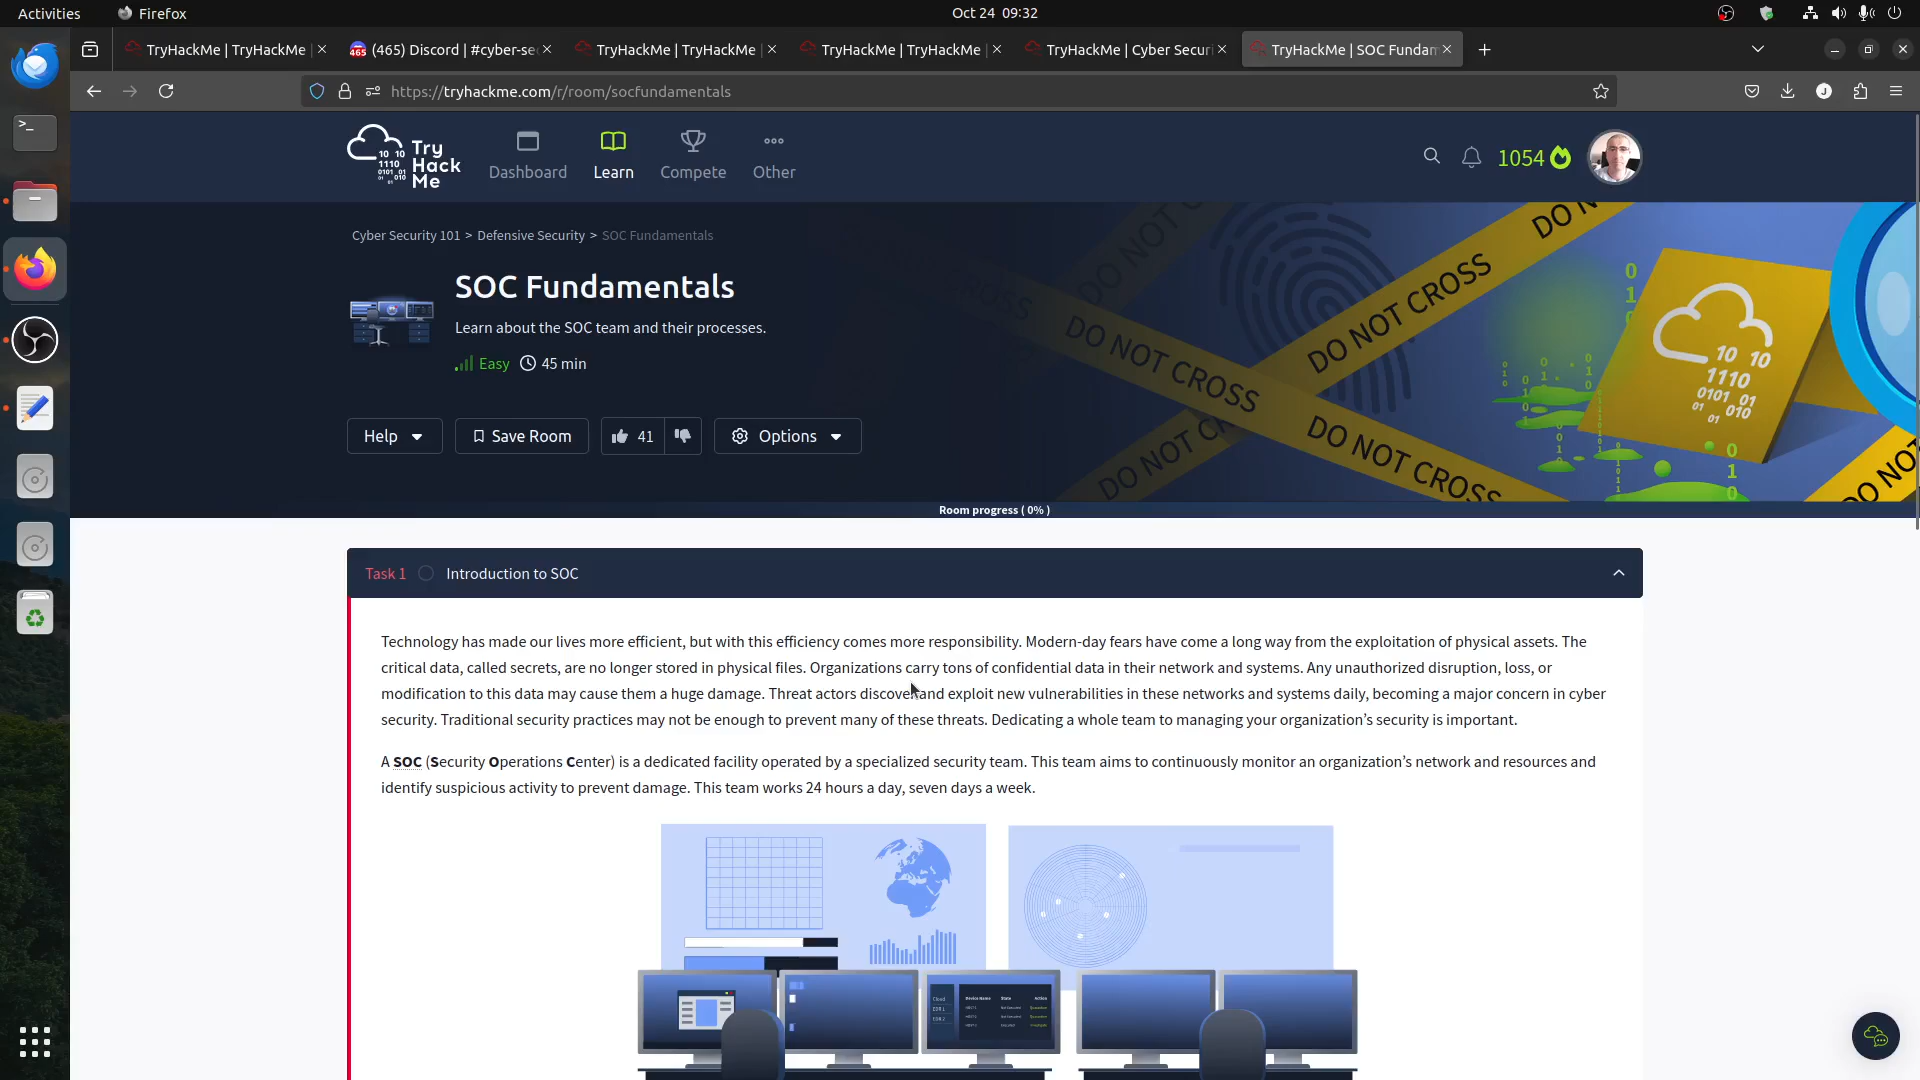 Activities
Firefox
Oct 24 09:32
TryHackMe | TryHackMe
(465) Discord | #cyber-se
TryHackMe | TryHackMe
TryHackMe | TryHackMe
TryHackMe | Cyber Securi
TryHackMe | SOC Fundam
https://tryhackme.com/r/room/socfundamentals
Try
Hack
Me
Dashboard
Learn
Compete
Other
1054
Cyber Security 101 > Defensive Security > SOC Fundamentals
SOC Fundamentals
Learn about the SOC team and their processes.
Easy
45 min
Help
Save Room
41
Options
DO NOT CROSS
DO NOT CROSS
DO NOT CROSS
DO NOT CROSS
Room progress ( 0% )
Task 1
Introduction to SOC
Technology has made our lives more efficient, but with this efficiency comes more responsibility. Modern-day fears have come a long way from the exploitation of physical assets. The
critical data, called secrets, are no longer stored in physical files. Organizations carry tons of confidential data in their network and systems. Any unauthorized disruption, loss, or
modification to this data may cause them a huge damage. Threat actors discover and exploit new vulnerabilities in these networks and systems daily, becoming a major concern in cyber
security. Traditional security practices may not be enough to prevent many of these threats. Dedicating a whole team to managing your organization’s security is important.
A SOC (Security Operations Center) is a dedicated facility operated by a specialized security team. This team aims to continuously monitor an organization’s network and resources and
identify suspicious activity to prevent damage. This team works 24 hours a day, seven days a week.
Cloud
Device Name
State
Action